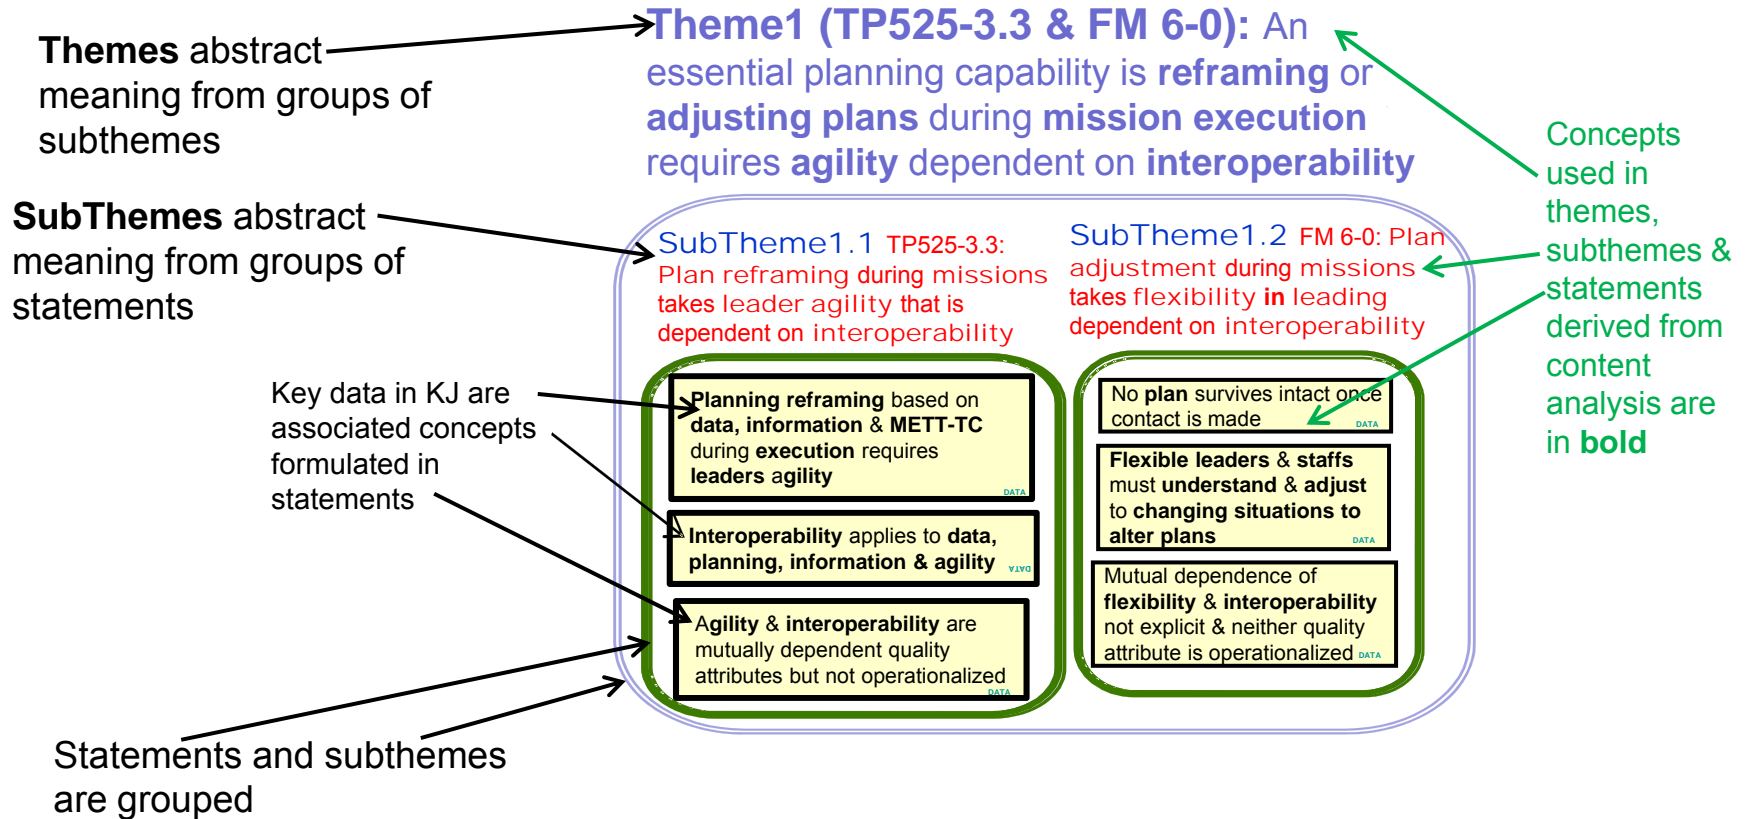 Themes abstract
meaning from groups of
subthemes
Theme1 (TP525-3.3 & FM 6-0): An
essential planning capability is reframing or
adjusting plans during mission execution
requires agility dependent on interoperability
SubThemes abstract
meaning from groups of
statements
SubTheme1.1 TP525-3.3:
Plan reframing during missions
takes leader agility that is
dependent on interoperability
SubTheme1.2 FM 6-0: Plan
adjustment during missions
takes flexibility in leading
dependent on interoperability
Concepts
used in
themes,
subthemes &
statements
derived from
content
analysis are
in bold
Key data in KJ are
associated concepts
formulated in
statements
Planning reframing based on
data, information & METT-TC
during execution requires
leaders agility
DATA
Interoperability applies to data,
planning, information & agility
DATA
Agility & interoperability are
mutually dependent quality
attributes but not operationalized
DATA
No plan survives intact once
contact is made
DATA
Flexible leaders & staffs
must understand & adjust
to changing situations to
alter plans
DATA
Mutual dependence of
flexibility & interoperability
not explicit & neither quality
attribute is operationalized
DATA
Statements and subthemes
are grouped